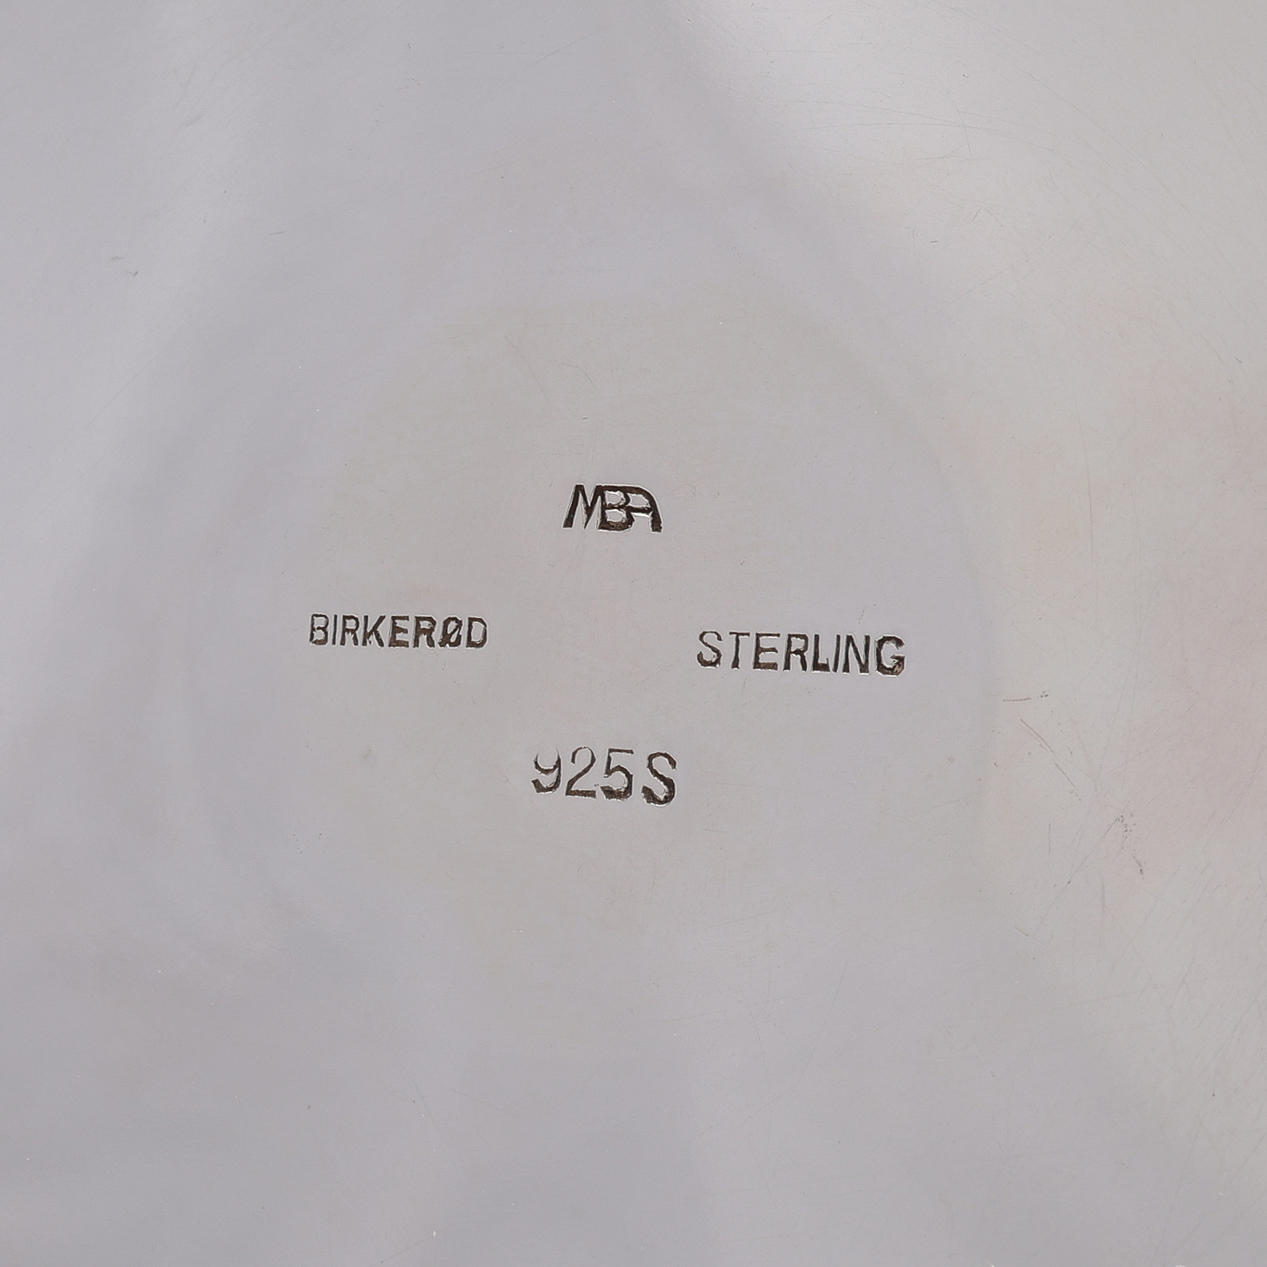 MBA
BIRKERØD
STERLING
925S